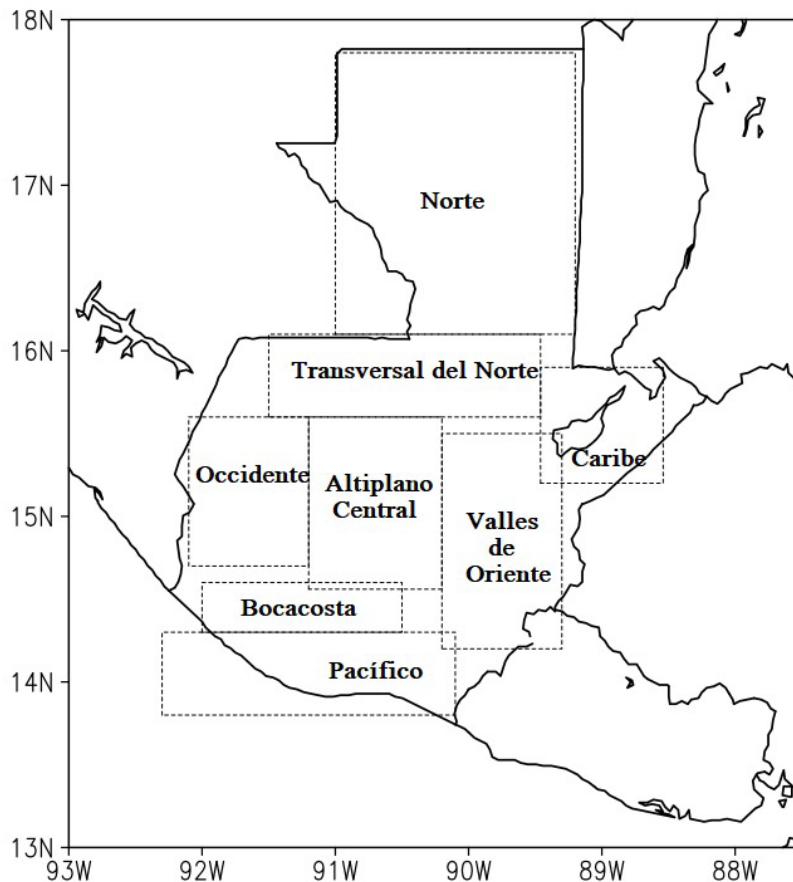 18N
17N
Norte
16N
Transversal del Norte
Occidente
Altiplano
Central
Caribe
15N
Valles
de
Oriente
Bocacosta
14N
Pacífico
13N
93W 92W 91W 90W 89W 88W